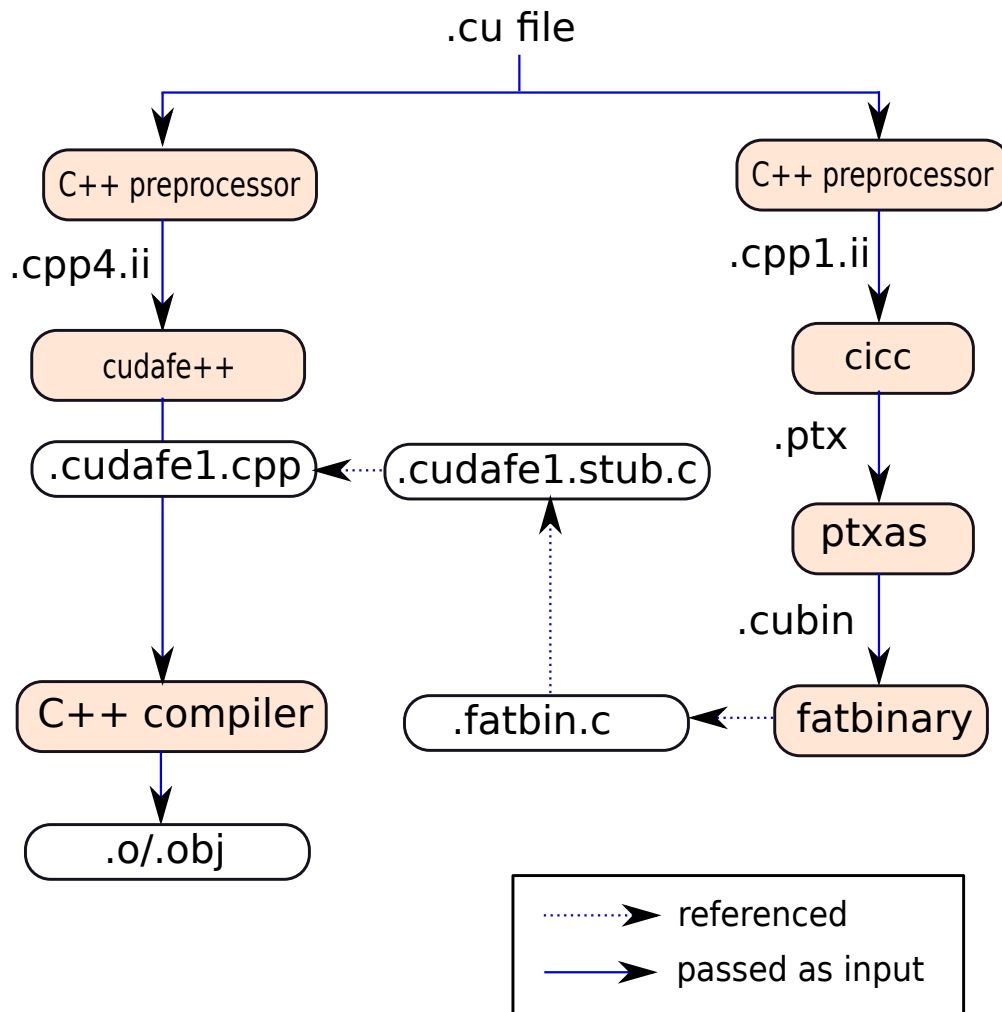 .cu file
C++ preprocessor
C++ preprocessor
.cpp4.ii
.cpp1.ii
cudafe++
cicc
.ptx
.cudafe1.cpp
.cudafe1.stub.c
ptxas
.cubin
C++ compiler
.fatbin.c
fatbinary
.o/.obj
referenced
passed as input